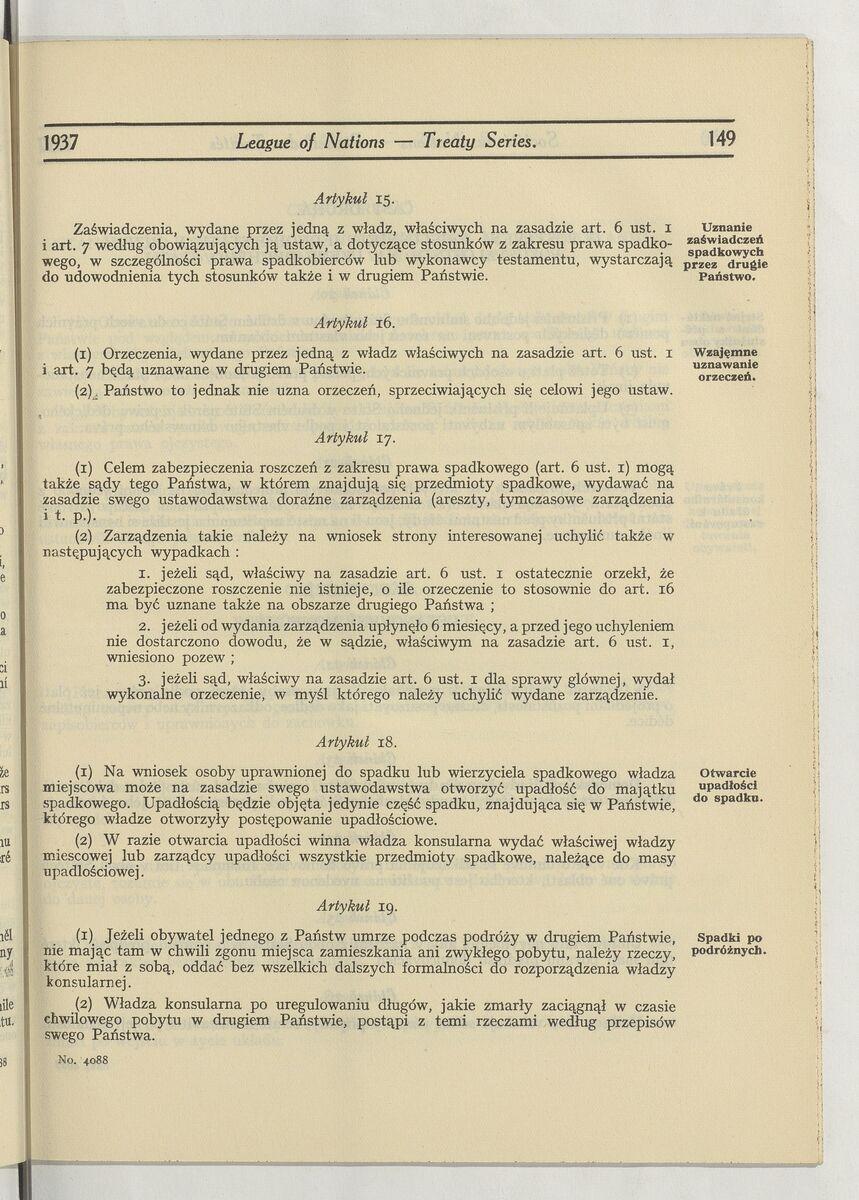 1937 League of Nations — Treaty Series. 149
Artykuł 15.
Zaświadczenia, wydane przez jedną z władz, właściwych na zasadzie art. 6 ust. 1
i art. 7 według obowiązujących ją ustaw, a dotyczące stosunków z zakresu prawa spadko-
wego, w szczególności prawa spadkobierców lub wykonawcy testamentu, wystarczają
do udowodnienia tych stosunków także i w drugiem Państwie.
Uznanie
zaświadczeń
spadkowych
przez drugie
Państwo.
Artykuł 16.
(1) Orzeczenia, wydane przez jedną z władz właściwych na zasadzie art. 6 ust. 1
i art. 7 będą uznawane w drugiem Państwie.
(2) Państwo to jednak nie uzna orzeczeń, sprzeciwiających się celowi jego ustaw.
Wzajęmne
uznawanie
orzeczeń.
Artykuł 17.
(1) Celem zabezpieczenia roszczeń z zakresu prawa spadkowego (art. 6 ust. 1) mogą
także sądy tego Państwa, w którem znajdują się przedmioty spadkowe, wydawać na
zasadzie swego ustawodawstwa doraźne zarządzenia (areszty, tymczasowe zarządzenia
i t. p.).
(2) Zarządzenia takie należy na wniosek strony interesowanej uchylić także w
następujących wypadkach :
1. jeżeli sąd, właściwy na zasadzie art. 6 ust. 1 ostatecznie orzekł, że
zabezpieczone roszczenie nie istnieje, o ile orzeczenie to stosownie do art. 16
ma być uznane także na obszarze drugiego Państwa ;
2. jeżeli od wydania zarządzenia upłynęło 6 miesięcy, a przed jego uchyleniem
nie dostarczono dowodu, że w sądzie, właściwym na zasadzie art. 6 ust. 1,
wniesiono pozew ;
3. jeżeli sąd, właściwy na zasadzie art. 6 ust. 1 dla sprawy glównej, wydał
wykonalne orzeczenie, w myśl którego należy uchylić wydane zarządzenie.
Artykuł 18.
(1) Na wniosek osoby uprawnionej do spadku lub wierzyciela spadkowego władza
miejscowa może na zasadzie swego ustawodawstwa otworzyć upadłość do majątku
spadkowego. Upadłością będzie objęta jedynie część spadku, znajdująca się w Państwie,
którego władze otworzyły postępowanie upadłościowe.
(2) W razie otwarcia upadłości winna władza konsularna wydać właściwej władzy
miescowej lub zarządcy upadłości wszystkie przedmioty spadkowe, należące do masy
upadlościowej.
Otwarcie
upadłości
do spadku.
Artykuł 19.
(1) Jeżeli obywatel jednego z Państw umrze podczas podróży w drugiem Państwie,
nie mając tam w chwili zgonu miejsca zamieszkania ani zwykłego pobytu, należy rzeczy,
które miał z sobą, oddać bez wszelkich dalszych formalności do rozporządzenia władzy
konsularnej.
(2) Władza konsularna po uregulowaniu długów, jakie zmarły zaciągnął w czasie
chwilowego pobytu w drugiem Państwie, postąpi z temi rzeczami według przepisów
swego Państwa.
Spadki po
podróżnych.
No. 4088